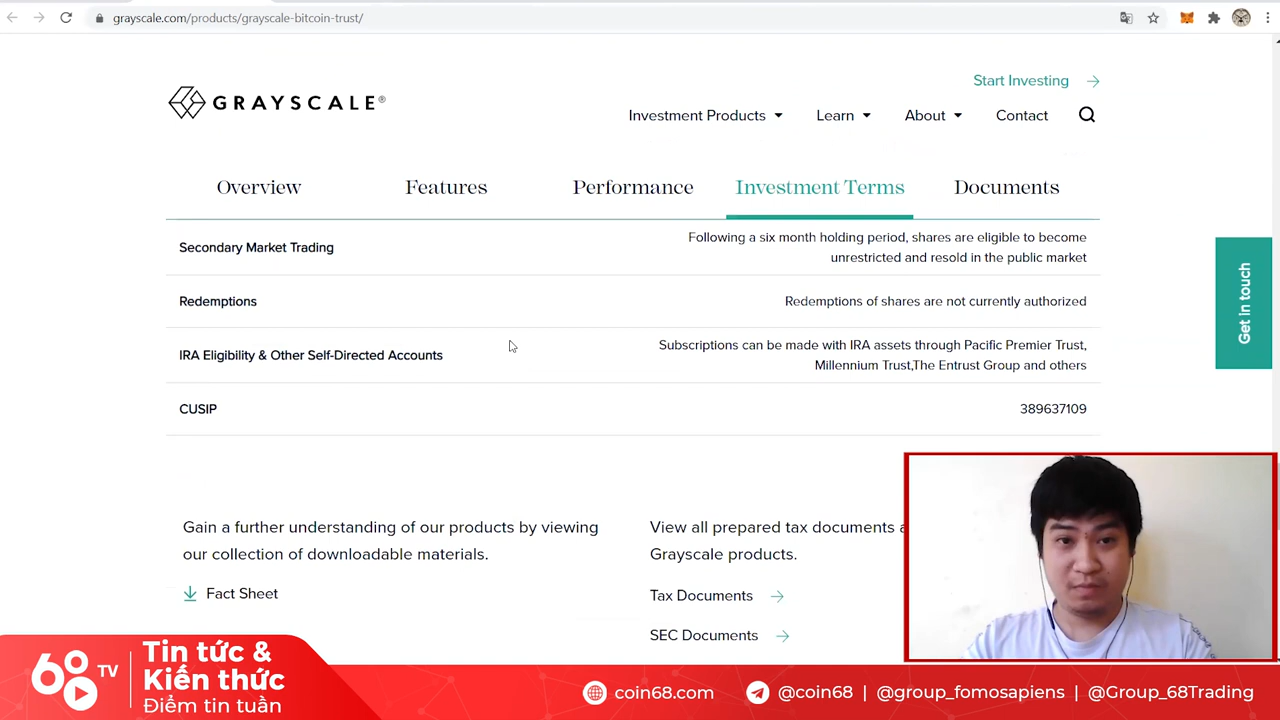 grayscale.com/products/grayscale-bitcoin-trust/
GRAYSCALE®
Start Investing
Investment Products
Learn
About
Contact
Overview
Features
Performance
Investment Terms
Documents
Secondary Market Trading
Following a six month holding period, shares are eligible to become
unrestricted and resold in the public market
Redemptions
Redemptions of shares are not currently authorized
IRA Eligibility & Other Self-Directed Accounts
Subscriptions can be made with IRA assets through Pacific Premier Trust,
Millennium Trust,The Entrust Group and others
CUSIP
389637109
Get in touch
Gain a further understanding of our products by viewing
our collection of downloadable materials.
Fact Sheet
View all prepared tax documents
Grayscale products.
Tax Documents
SEC Documents
68 TV
Tin tức &
Kiến thức
Điểm tin tuần
coin68.com
@coin68 | @group_fomosapiens | @Group_68Trading